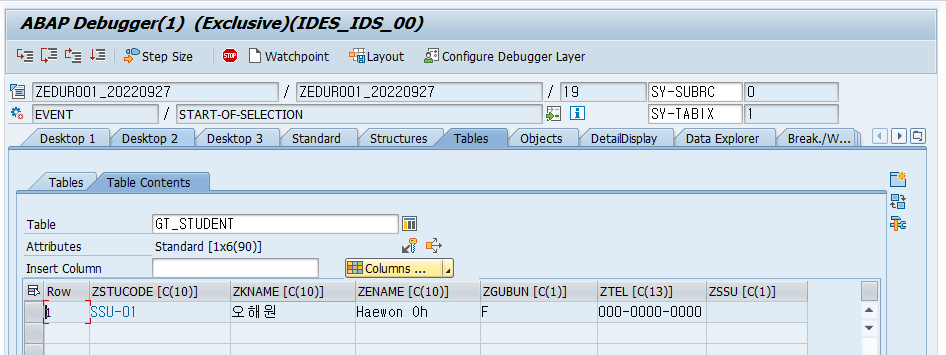 ABAP Debugger(1) (Exclusive)(IDES_IDS_00)
Step Size STOP Watchpoint Layout Configure Debugger Layer
ZEDUR001_20220927 / ZEDUR001_20220927 / 19 SY-SUBRC 0
EVENT / START-OF-SELECTION SY-TABIX 1
Desktop 1 Desktop 2 Desktop 3 Standard Structures Tables Objects DetailDisplay Data Explorer Break./W...
Tables Table Contents
Table GT_STUDENT
Attributes Standard [1x6(90)]
Insert Column Columns ...
Row ZSTUCODE [C(10)] ZKNAME [C(10)] ZENAME [C(10)] ZGUBUN [C(1)] ZTEL [C(13)] ZSSU [C(1)]
1 SSU-01 오해원 Haewon Oh F 000-0000-0000